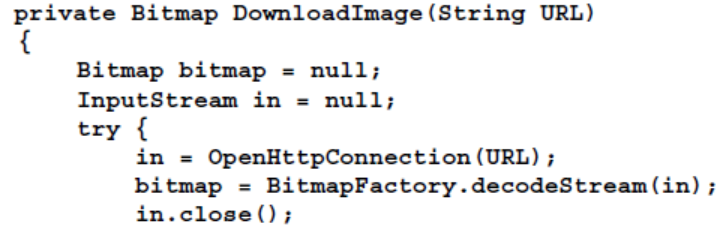 private Bitmap DownloadImage(String URL)
{
Bitmap bitmap = null;
InputStream in = null;
try {
in = OpenHttpConnection(URL);
bitmap = BitmapFactory.decodeStream(in);
in.close();